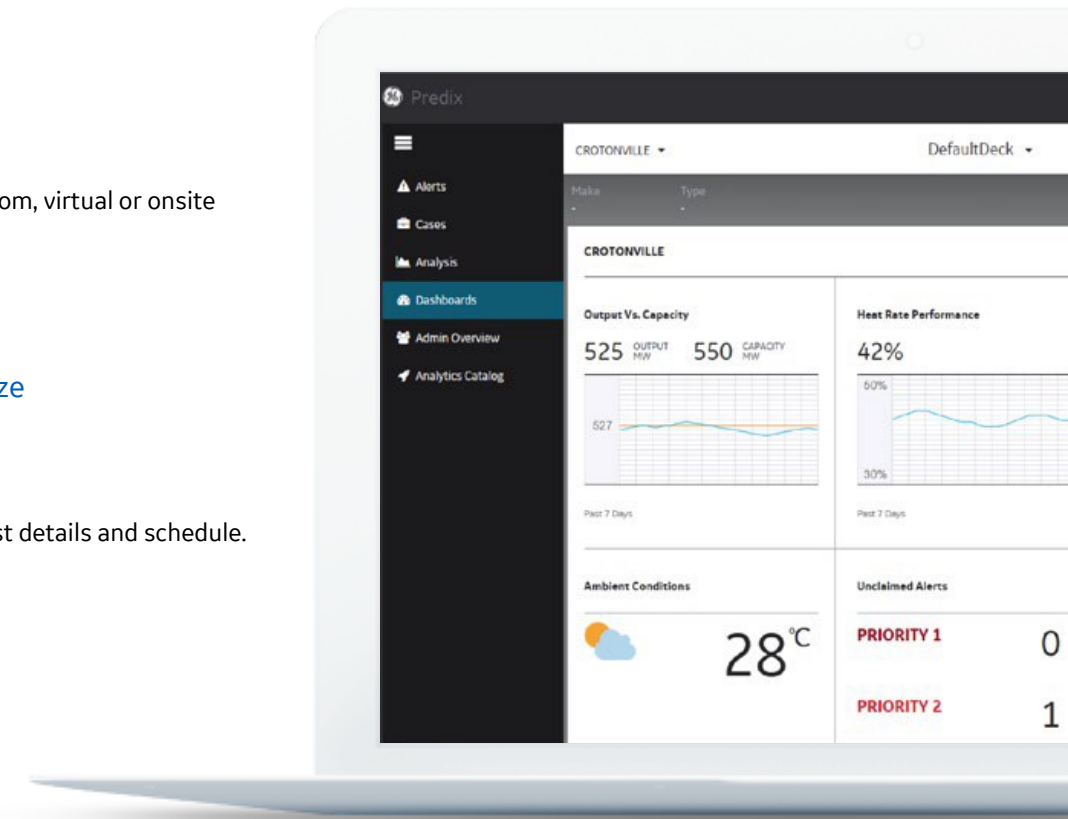 om, virtual or onsite
ze
st details and schedule.
Predix
CROTONVILLE
DefaultDeck
Make
Type
-
-
Alerts
Cases
Analysis
Dashboards
Admin Overview
Analytics Catalog
CROTONVILLE
Output Vs. Capacity
525 OUTPUT MW 550 CAPACITY MW
527
Past 7 Days
Heat Rate Performance
42%
60%
30%
Past 7 Days
Ambient Conditions
28°C
Unclaimed Alerts
PRIORITY 1 0
PRIORITY 2 1